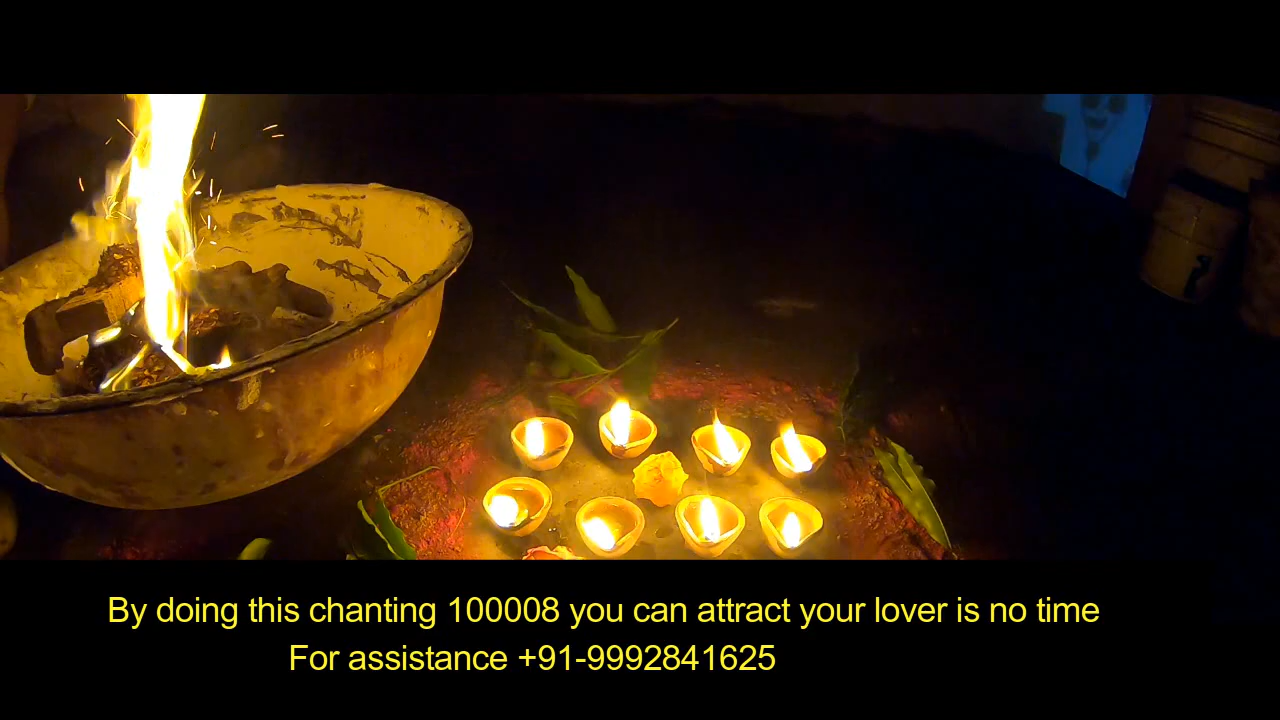 By doing this chanting 100008 you can attract your lover is no time
For assistance +91-9992841625